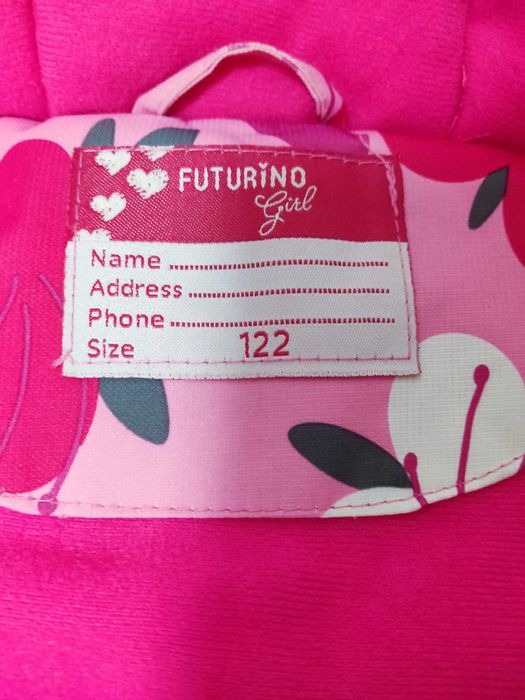 FUTURINO
Girl
Name ................................
Address ................................
Phone ................................
Size 122